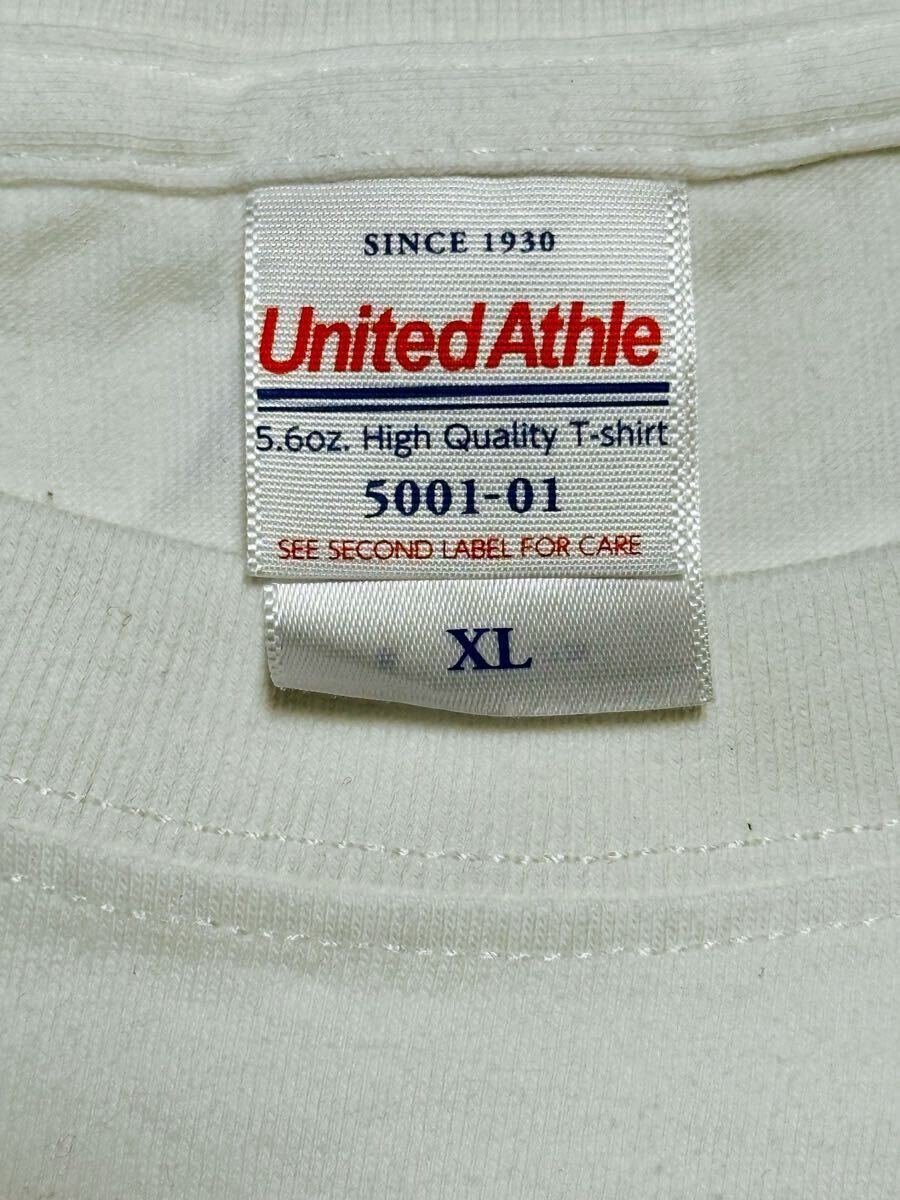 SINCE 1930
United Athle
5.6oz. High Quality T-shirt
5001-01
SEE SECOND LABEL FOR CARE
XL